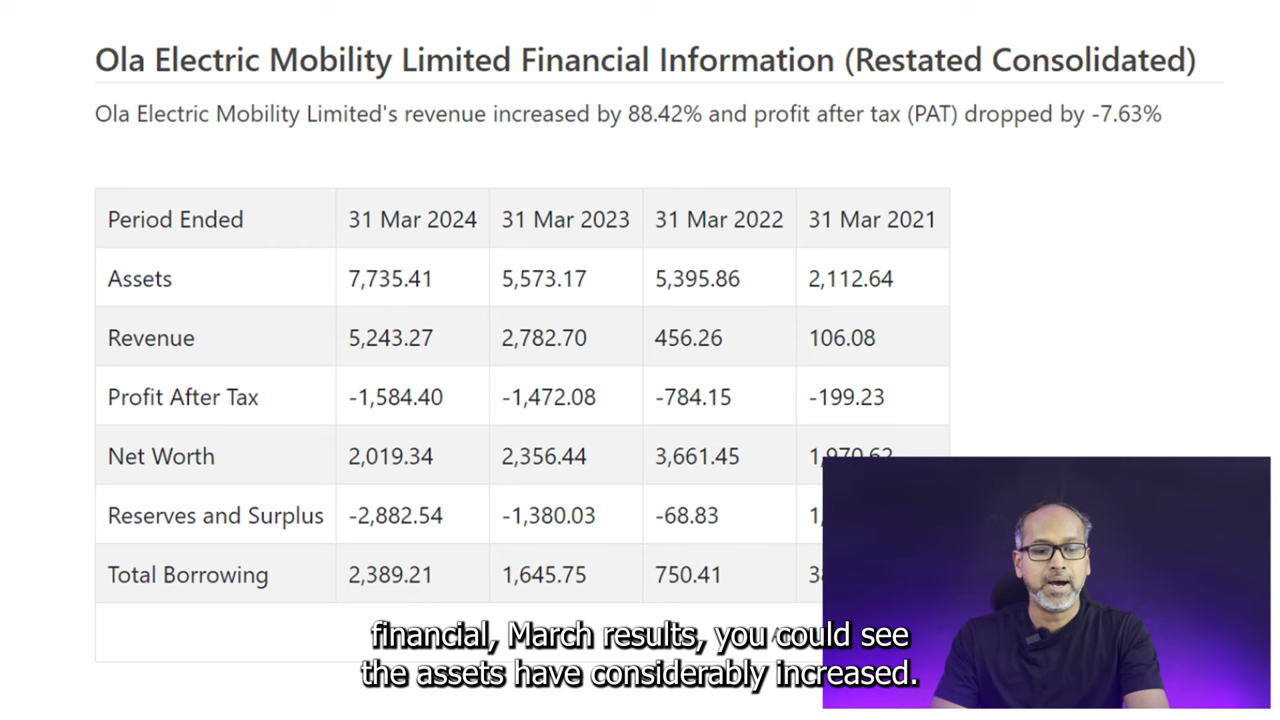 Ola Electric Mobility Limited Financial Information (Restated Consolidated)
Ola Electric Mobility Limited's revenue increased by 88.42% and profit after tax (PAT) dropped by -7.63%
Period Ended 31 Mar 2024 31 Mar 2023 31 Mar 2022 31 Mar 2021
Assets 7,735.41 5,573.17 5,395.86 2,112.64
Revenue 5,243.27 2,782.70 456.26 106.08
Profit After Tax -1,584.40 -1,472.08 -784.15 -199.23
Net Worth 2,019.34 2,356.44 3,661.45
Reserves and Surplus -2,882.54 -1,380.03 -68.83
Total Borrowing 2,389.21 1,645.75 750.41
financial, March results, you could see
the assets have considerably increased.